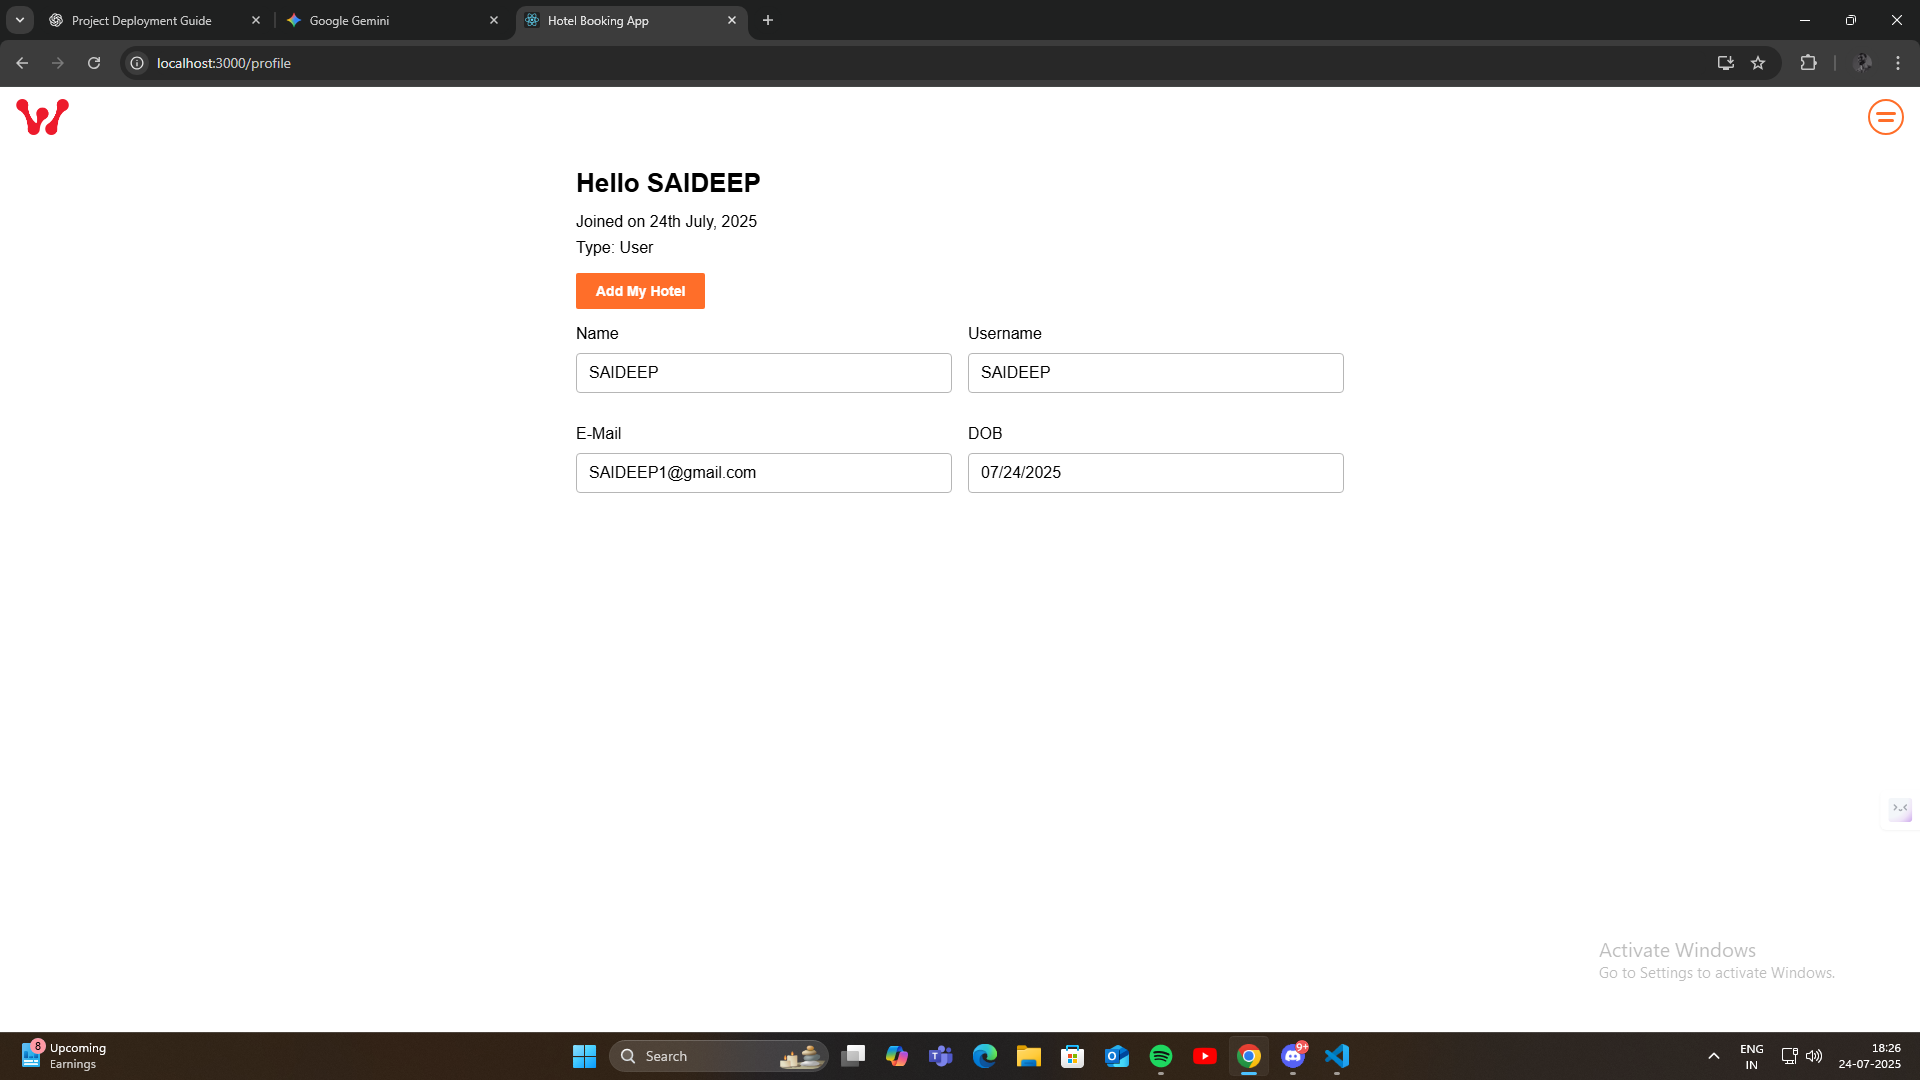 Project Deployment Guide
Google Gemini
Hotel Booking App
localhost:3000/profile
Hello SAIDEEP
Joined on 24th July, 2025
Type: User
Add My Hotel
Name
Username
SAIDEEP
SAIDEEP
E-Mail
DOB
SAIDEEP1@gmail.com
07/24/2025
>-<
Activate Windows
Go to Settings to activate Windows.
8
Upcoming
Earnings
Search
9+
ENG
IN
18:26
24-07-2025